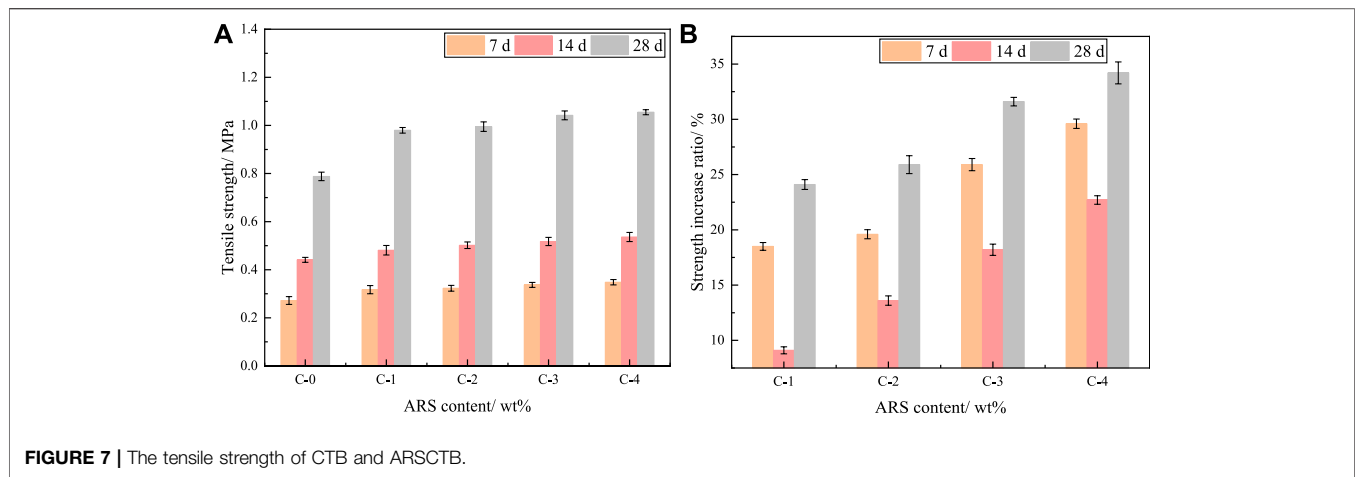 A
7 d 14 d 28 d
1.4
1.2
1.0
0.8
0.6
0.4
0.2
0.0
Tensile strength/ MPa
C-0 C-1 C-2 C-3 C-4
ARS content/ wt%
B
7 d 14 d 28 d
35
30
25
20
15
10
Strength increase ratio/ %
C-1 C-2 C-3 C-4
ARS content/ wt%
FIGURE 7 | The tensile strength of CTB and ARSCTB.